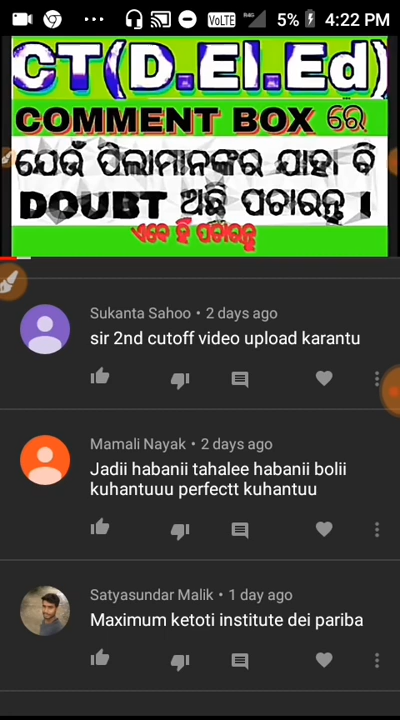 VoLTE R4G 5% 4:22 PM
CT(D.El.Ed)
COMMENT BOX ରେ
ଯେଉଁ ପିଲାମାନଙ୍କର ଯାହା ବି
DOUBT ଅଛି ପଚାରନ୍ତୁ ।
ଏବେ ହିଁ ପଚାରନ୍ତୁ
Sukanta Sahoo • 2 days ago
sir 2nd cutoff video upload karantu
Mamali Nayak • 2 days ago
Jadii habanii tahalee habanii bolii
kuhantuuu perfectt kuhantuu
Satyasundar Malik • 1 day ago
Maximum ketoti institute dei pariba